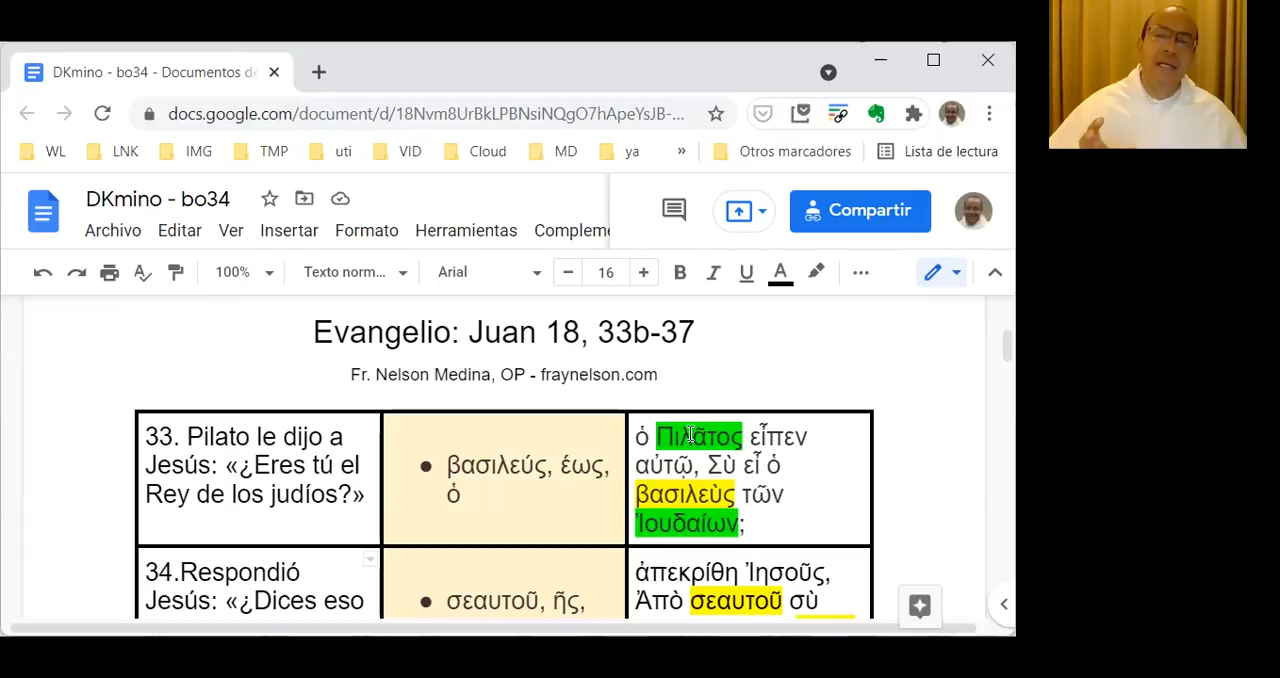 DKmino - bo34 - Documentos de
docs.google.com/document/d/18Nvm8UrBkLPBNsiNQgO7hApeYsJB-...
WL LNK IMG TMP uti VID Cloud MD ya » Otros marcadores Lista de lectura
DKmino - bo34
Archivo Editar Ver Insertar Formato Herramientas Compleme
Compartir
100% Texto norm... Arial 16 B I U A
Evangelio: Juan 18, 33b-37
Fr. Nelson Medina, OP - fraynelson.com
33. Pilato le dijo a
Jesús: «¿Eres tú el
Rey de los judíos?»
• βασιλεύς, έως,
ὁ
ὁ Πιλᾶτος εἶπεν
αὐτῷ, Σὺ εἶ ὁ
βασιλεὺς τῶν
Ἰουδαίων;
34.Respondió
Jesús: «¿Dices eso
• σεαυτοῦ, ῆς,
ἀπεκρίθη Ἰησοῦς,
Ἀπὸ σεαυτοῦ σὺ